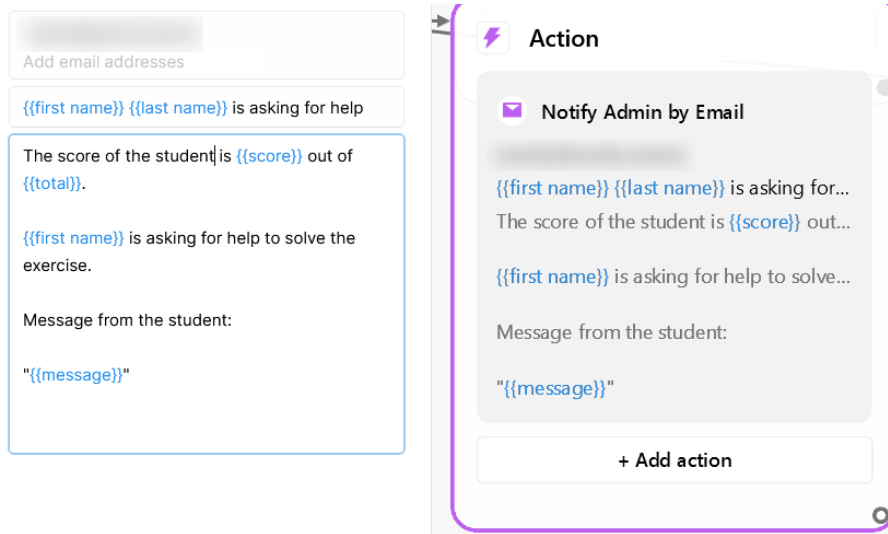 Add email addresses
{{first name}} {{last name}} is asking for help
The score of the student is {{score}} out of
{{total}}.
{{first name}} is asking for help to solve the
exercise.
Message from the student:
"{{message}}"
Action
Notify Admin by Email
{{first name}} {{last name}} is asking for...
The score of the student is {{score}} out...
{{first name}} is asking for help to solve...
Message from the student:
"{{message}}"
+ Add action